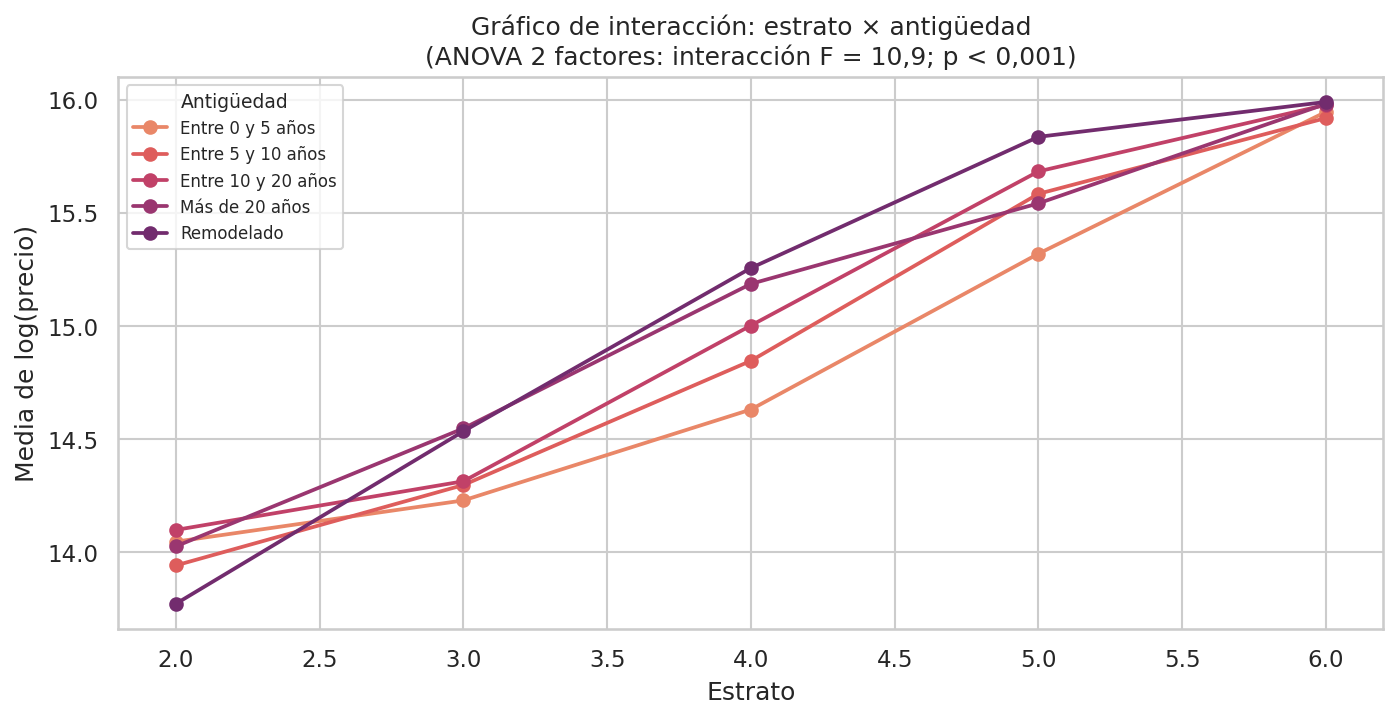 Gráfico de interacción: estrato × antigüedad
(ANOVA 2 factores: interacción F = 10,9; p < 0,001)
Antigüedad
Entre 0 y 5 años
Entre 5 y 10 años
Entre 10 y 20 años
Más de 20 años
Remodelado
Media de log(precio)
16.0
15.5
15.0
14.5
14.0
2.0 2.5 3.0 3.5 4.0 4.5 5.0 5.5 6.0
Estrato